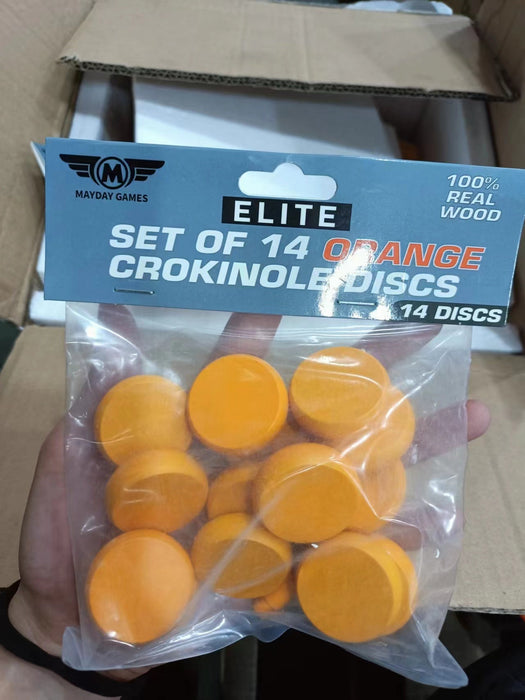 M
MAYDAY GAMES
100%
REAL
WOOD
ELITE
SET OF 14 ORANGE
CROKINOLE DISCS
14 DISCS